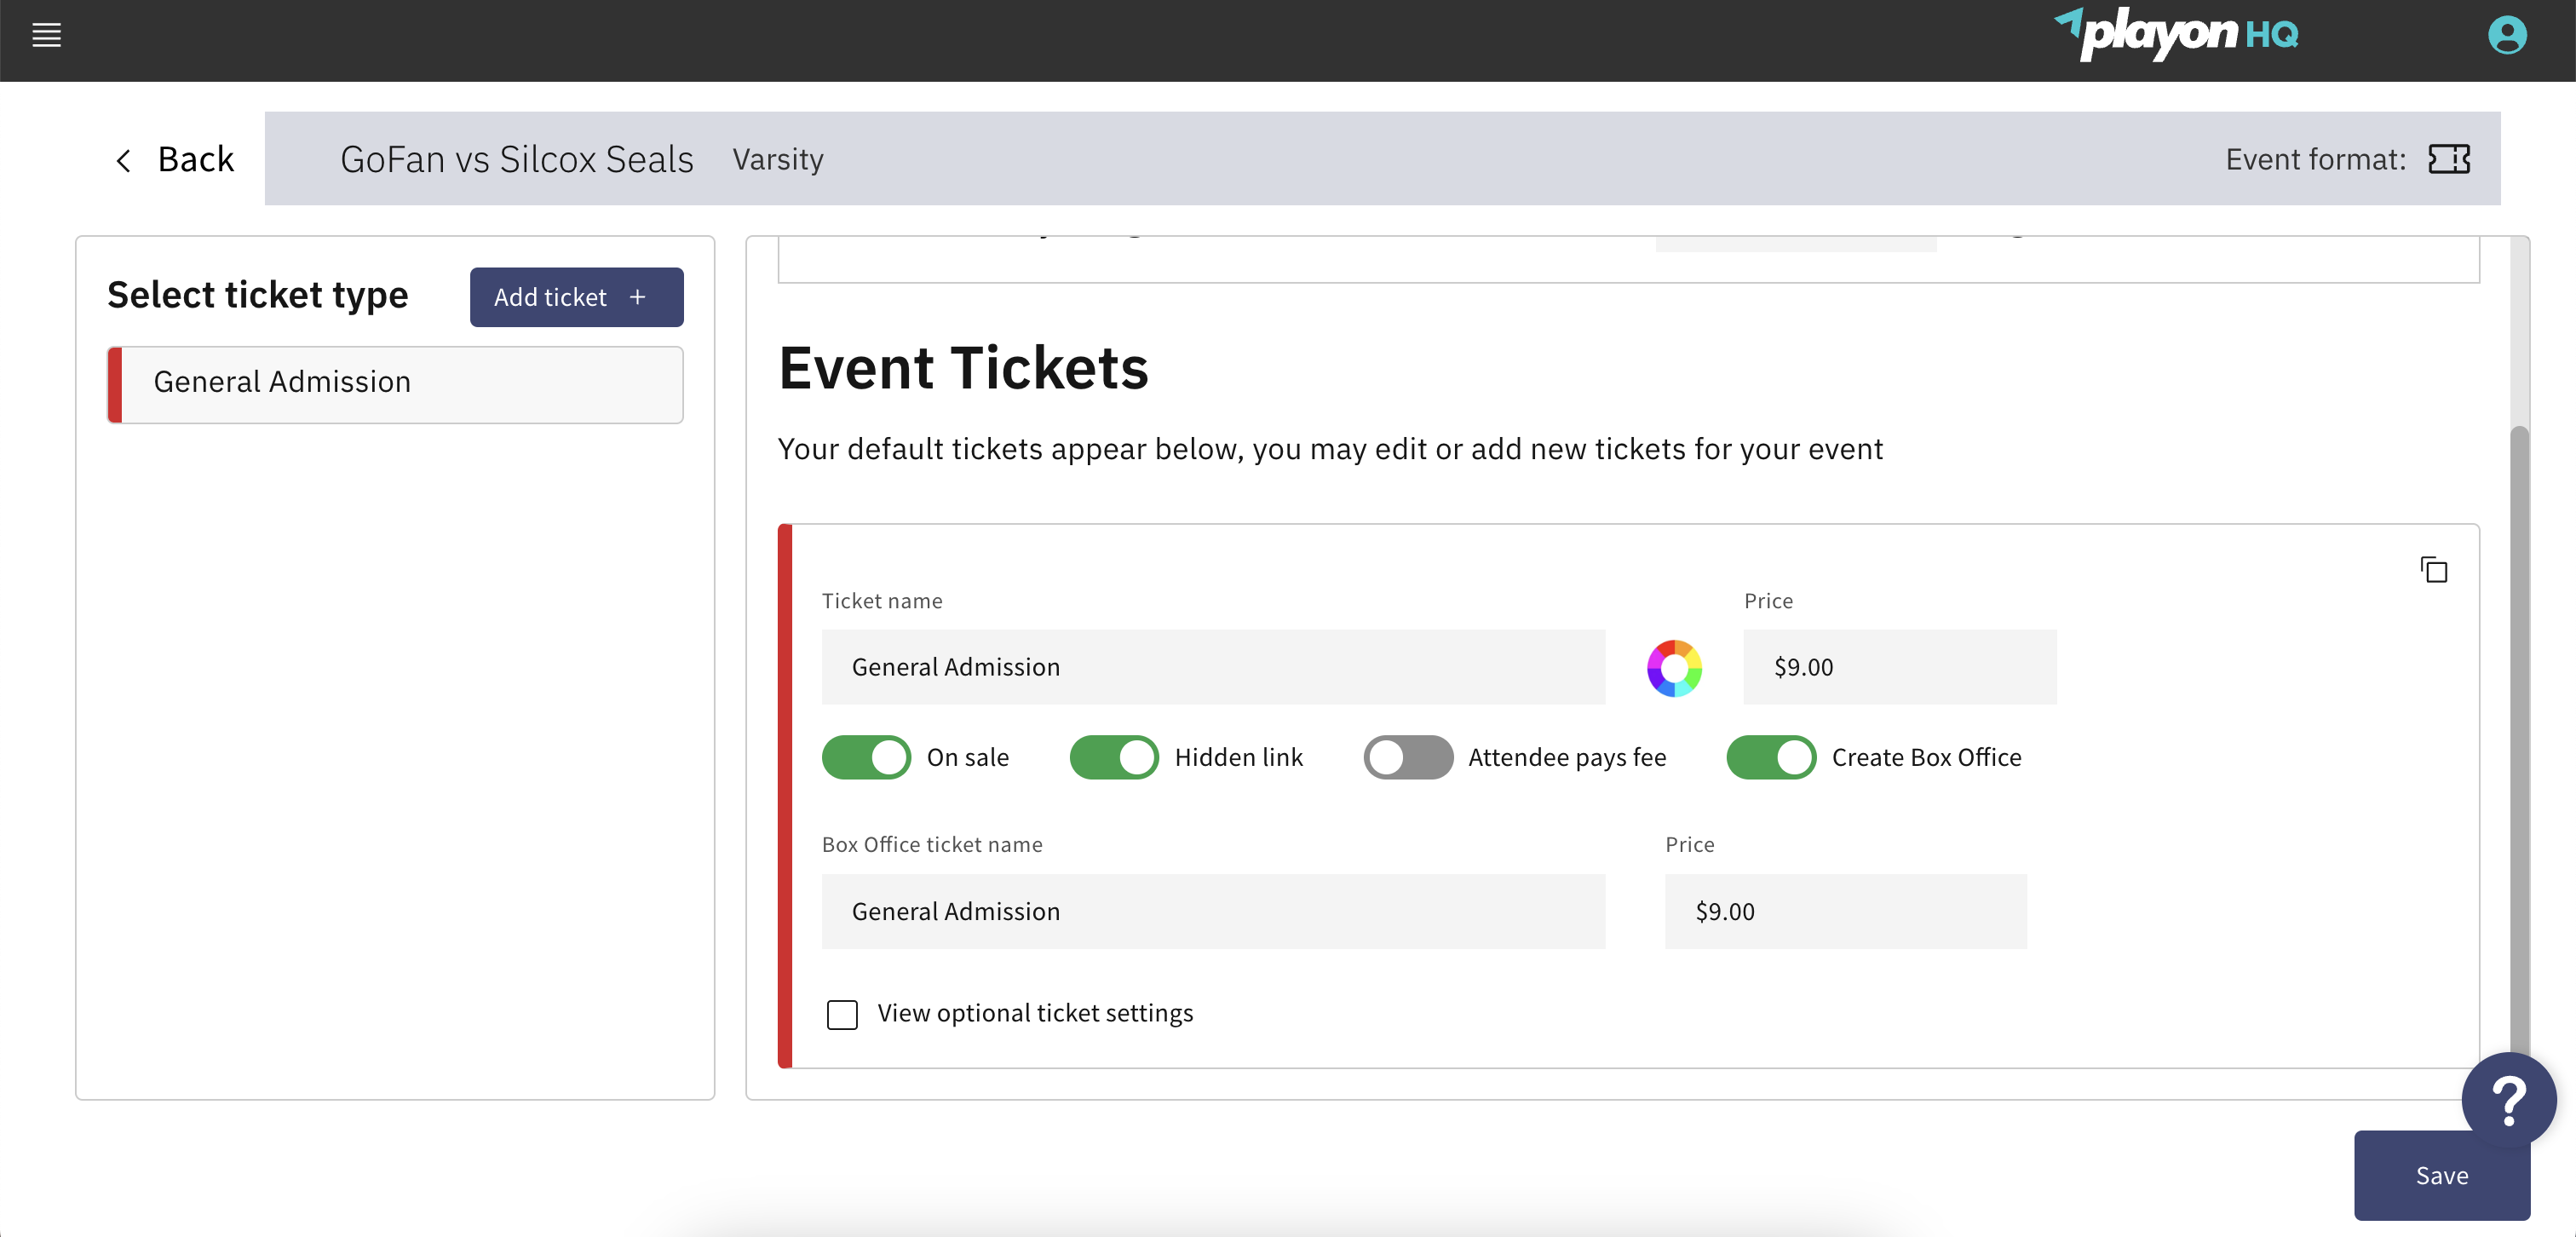 playon HQ
Back
GoFan vs Silcox Seals Varsity Event format:
Select ticket type
Add ticket +
General Admission
Event Tickets
Your default tickets appear below, you may edit or add new tickets for your event
Ticket name Price
General Admission $9.00
On sale Hidden link Attendee pays fee Create Box Office
Box Office ticket name Price
General Admission $9.00
View optional ticket settings
?
Save